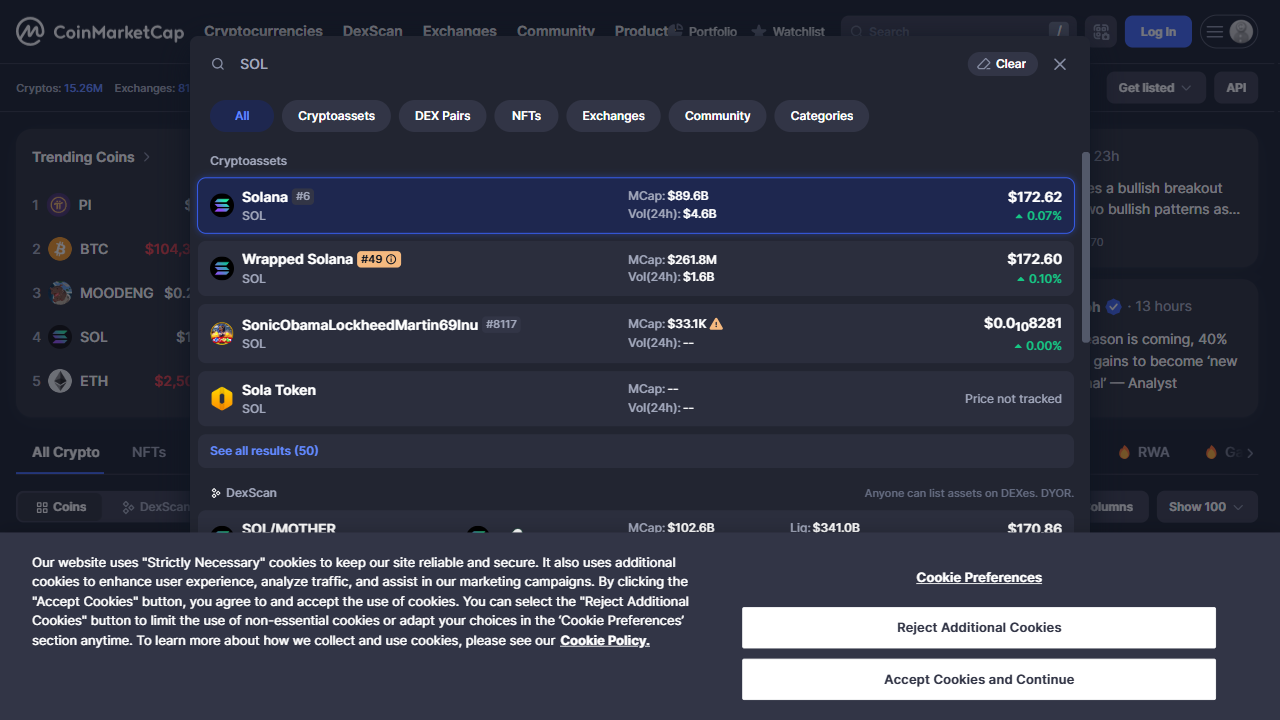 CoinMarketCap
Cryptocurrencies DexScan Exchanges Community Product Portfolio Watchlist Search / Log In
Cryptos: 15.26M Exchanges: 81 Get listed API
SOL Clear
All Cryptoassets DEX Pairs NFTs Exchanges Community Categories
Cryptoassets
Solana #6 MCap: $89.6B $172.62
SOL Vol(24h): $4.6B 0.07%
Wrapped Solana #49 MCap: $261.8M $172.60
SOL Vol(24h): $1.6B 0.10%
SonicObamaLockheedMartin69Inu #8117 MCap: $33.1K $0.0₁₀8281
SOL Vol(24h): -- 0.00%
Sola Token MCap: --
SOL Vol(24h): -- Price not tracked
See all results (50)
DexScan Anyone can list assets on DEXes. DYOR.
SOL/MOTHER MCap: $102.6B Liq: $341.0B $170.86
Trending Coins
1 PI $
2 BTC $104,3
3 MOODENG $0.2
4 SOL $1
5 ETH $2,50
23h
es a bullish breakout
wo bullish patterns as...
70
· 13 hours
eason is coming, 40%
gains to become ‘new
al’ — Analyst
All Crypto NFTs RWA
Coins DexScan olumns Show 100
Our website uses "Strictly Necessary" cookies to keep our site reliable and secure. It also uses additional
cookies to enhance user experience, analyze traffic, and assist in our marketing campaigns. By clicking the
"Accept Cookies" button, you agree to and accept the use of cookies. You can select the "Reject Additional
Cookies" button to limit the use of non-essential cookies or adapt your choices in the ‘Cookie Preferences’
section anytime. To learn more about how we collect and use cookies, please see our Cookie Policy.
Cookie Preferences
Reject Additional Cookies
Accept Cookies and Continue